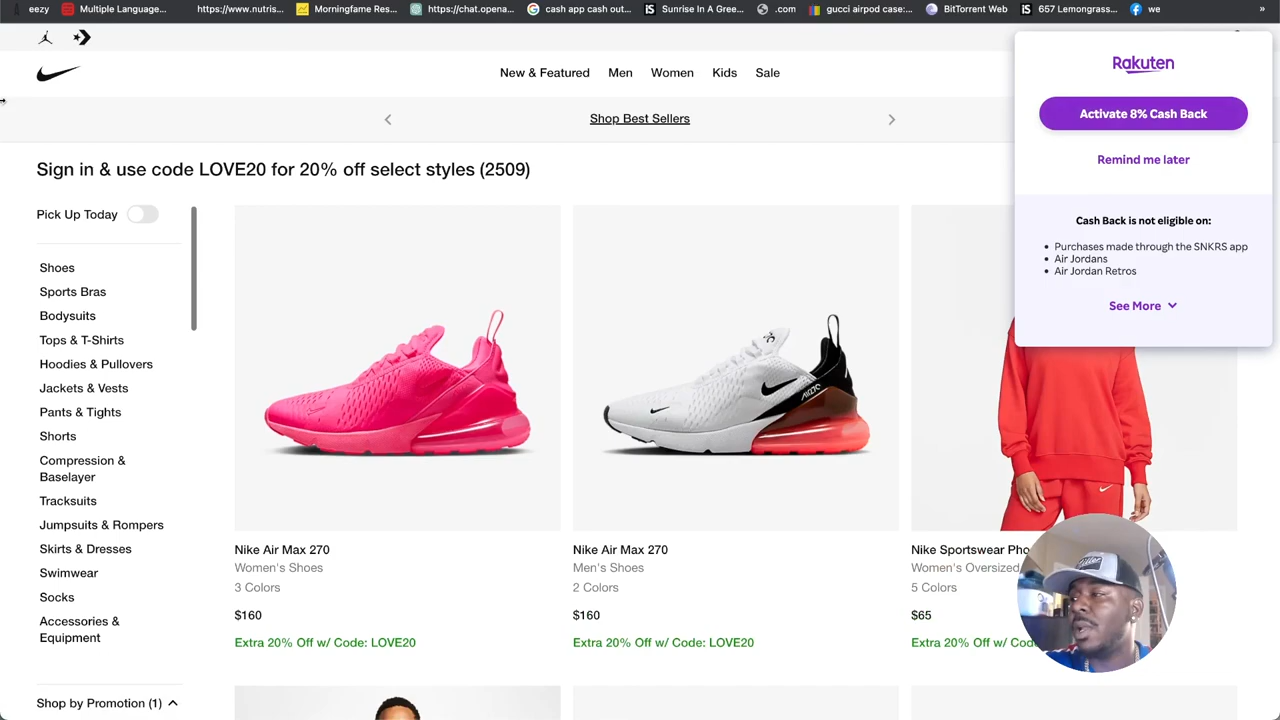 eezy
Multiple Language...
https://www.nutris...
Morningfame Res...
https://chat.opena...
cash app cash out...
Sunrise In A Gree...
.com
gucci airpod case:...
BitTorrent Web
657 Lemongrass...
we
»
New & Featured
Men
Women
Kids
Sale
Shop Best Sellers
Sign in & use code LOVE20 for 20% off select styles (2509)
Pick Up Today
Shoes
Sports Bras
Bodysuits
Tops & T-Shirts
Hoodies & Pullovers
Jackets & Vests
Pants & Tights
Shorts
Compression &
Baselayer
Tracksuits
Jumpsuits & Rompers
Skirts & Dresses
Swimwear
Socks
Accessories &
Equipment
Shop by Promotion (1)
Nike Air Max 270
Women's Shoes
3 Colors
$160
Extra 20% Off w/ Code: LOVE20
Nike Air Max 270
Men's Shoes
2 Colors
$160
Extra 20% Off w/ Code: LOVE20
Nike Sportswear Pho
Women's Oversized
5 Colors
$65
Extra 20% Off w/ Cod
Rakuten
Activate 8% Cash Back
Remind me later
Cash Back is not eligible on:
• Purchases made through the SNKRS app
• Air Jordans
• Air Jordan Retros
See More